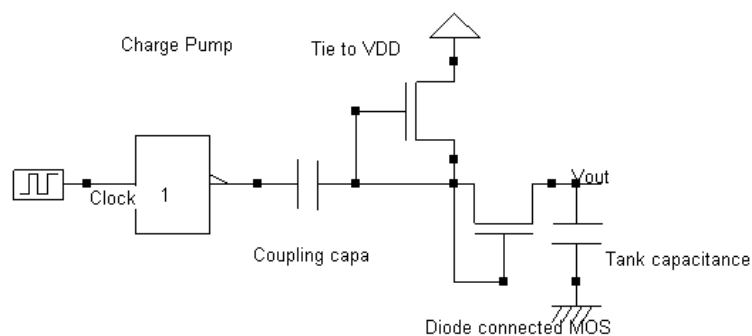 Charge Pump
Tie to VDD
Clock
1
Vout
Coupling capa
Tank capacitance
Diode connected MOS